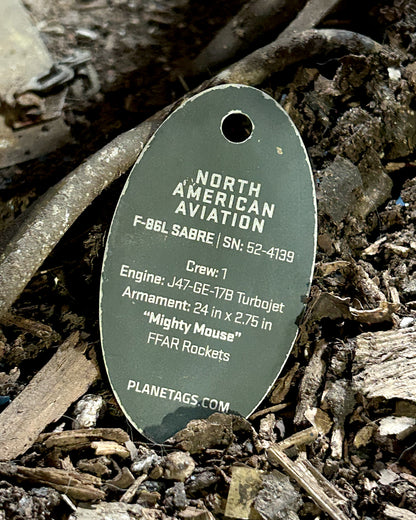 NORTH
AMERICAN
AVIATION
F-86L SABRE | SN: 52-4139
Crew: 1
Engine: J47-GE-17B Turbojet
Armament: 24 in x 2.75 in
“Mighty Mouse”
FFAR Rockets
PLANETAGS.COM